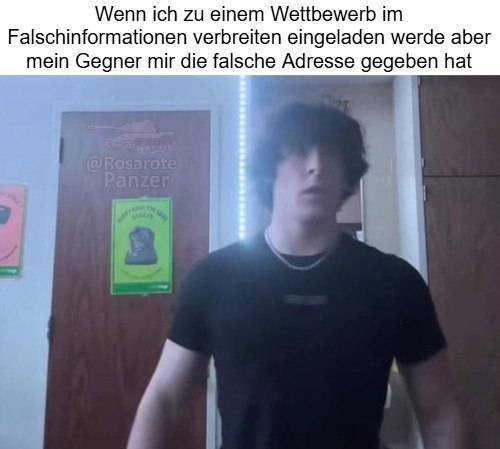 Wenn ich zu einem Wettbewerb im
Falschinformationen verbreiten eingeladen werde aber
mein Gegner mir die falsche Adresse gegeben hat
@Rosarote
Panzer